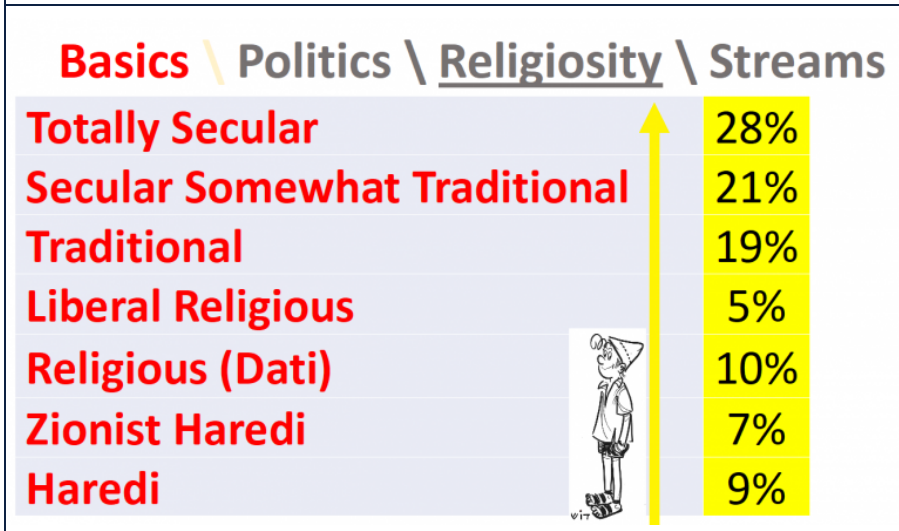 Basics \ Politics \ Religiosity \ Streams
Totally Secular 28%
Secular Somewhat Traditional 21%
Traditional 19%
Liberal Religious 5%
Religious (Dati) 10%
Zionist Haredi 7%
Haredi 9%
דוש